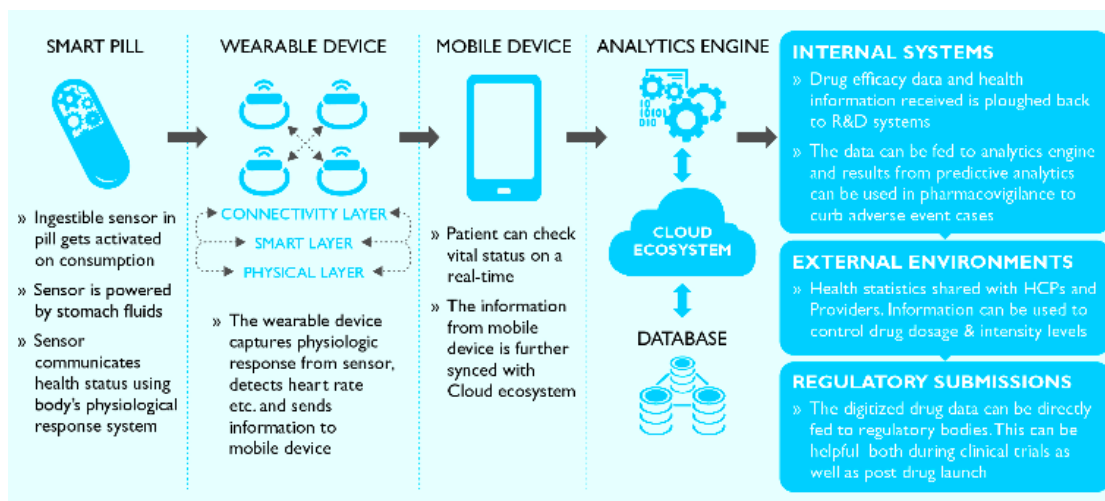 SMART PILL
» Ingestible sensor in
pill gets activated
on consumption
» Sensor is powered
by stomach fluids
» Sensor
communicates
health status using
body's physiological
response system
WEARABLE DEVICE
CONNECTIVITY LAYER
SMART LAYER
PHYSICAL LAYER
» The wearable device
captures physiologic
response from sensor,
detects heart rate
etc. and sends
information to
mobile device
MOBILE DEVICE
» Patient can check
vital status on a
real-time
» The information
from mobile
device is further
synced with
Cloud ecosystem
ANALYTICS ENGINE
10
01010
010
CLOUD
ECOSYSTEM
DATABASE
INTERNAL SYSTEMS
» Drug efficacy data and health
information received is ploughed back
to R&D systems
» The data can be fed to analytics engine
and results from predictive analytics
can be used in pharmacovigilance to
curb adverse event cases
EXTERNAL ENVIRONMENTS
» Health statistics shared with HCPs and
Providers. Information can be used to
control drug dosage & intensity levels
REGULATORY SUBMISSIONS
» The digitized drug data can be directly
fed to regulatory bodies. This can be
helpful both during clinical trials as
well as post drug launch